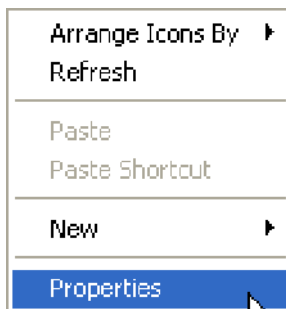 Arrange Icons By
Refresh
Paste
Paste Shortcut
New
Properties